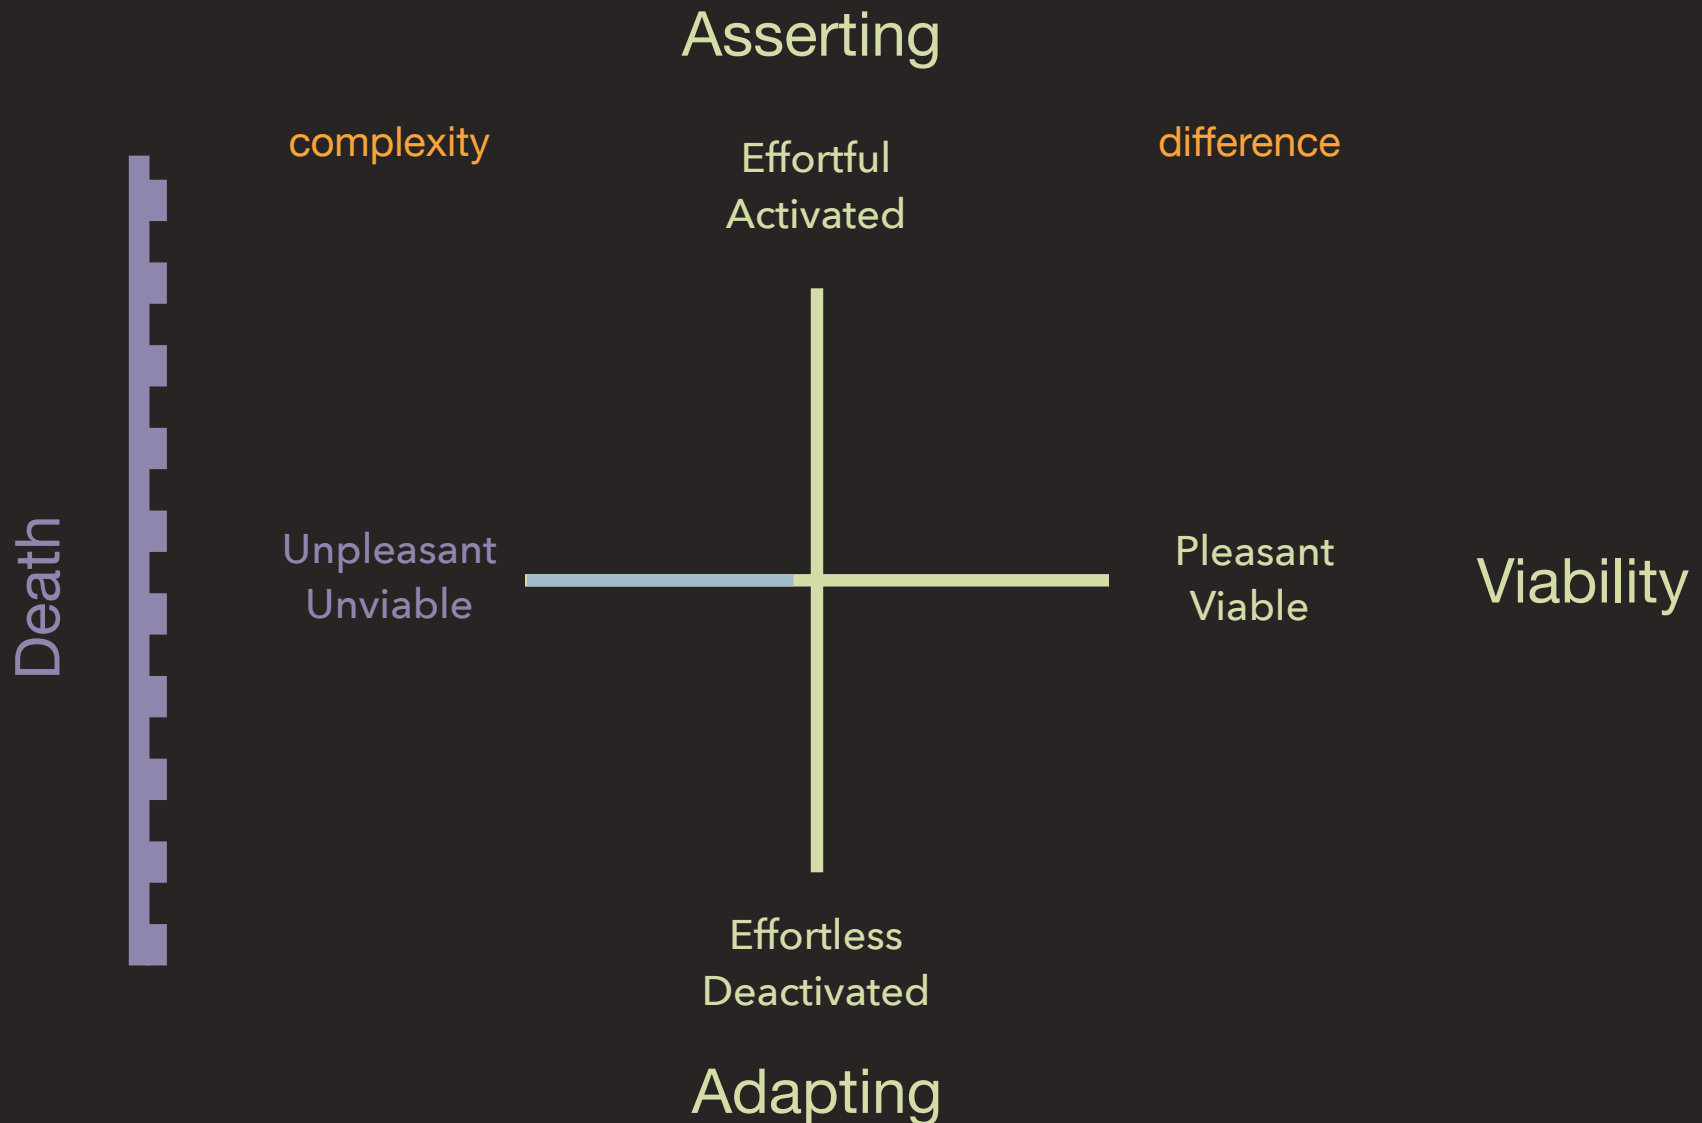 Asserting
complexity
difference
Effortful
Activated
Death
Unpleasant
Unviable
Pleasant
Viable
Viability
Effortless
Deactivated
Adapting